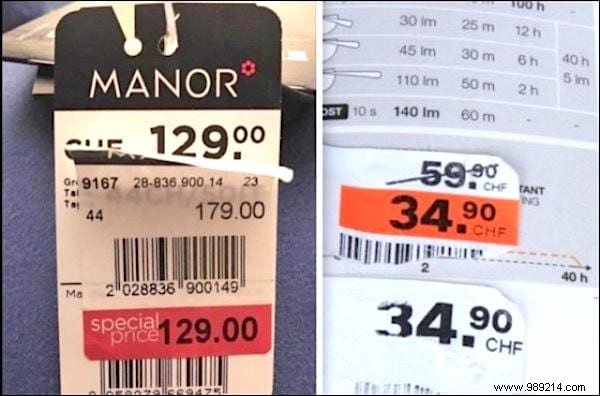 MANOR
CHF 129.00
9167 28-836.900.14 23
44 179.00
2 028836 900149
special
price 129.00
100 h
30 lm 25 m 12 h
45 lm 30 m 6 h
40 h
5 lm
110 lm 50 m 2 h
10 s 140 lm 60 m -
59.90 CHF
34.90 CHF
2
40 h
34.90 CHF
www.989214.com